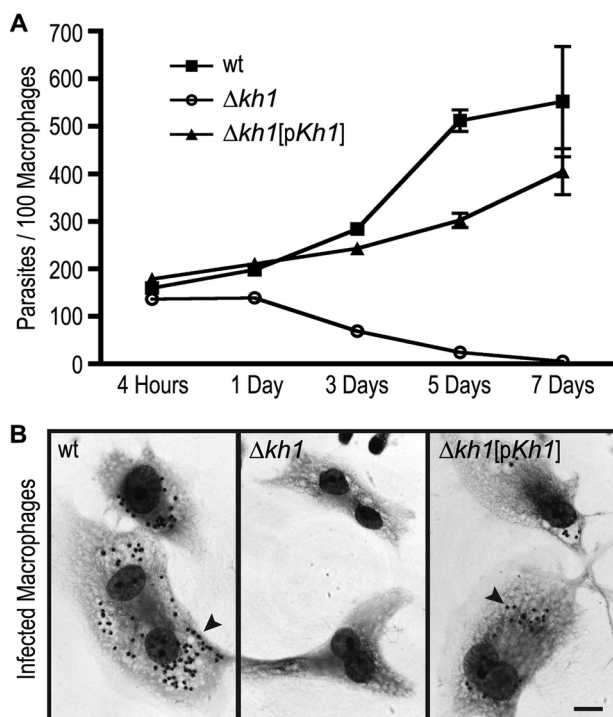 A
700
600
500
400
300
200
100
0
Parasites / 100 Macrophages
wt
Δkh1
Δkh1[pKh1]
4 Hours 1 Day 3 Days 5 Days 7 Days
B
Infected Macrophages
wt
Δkh1
Δkh1[pKh1]